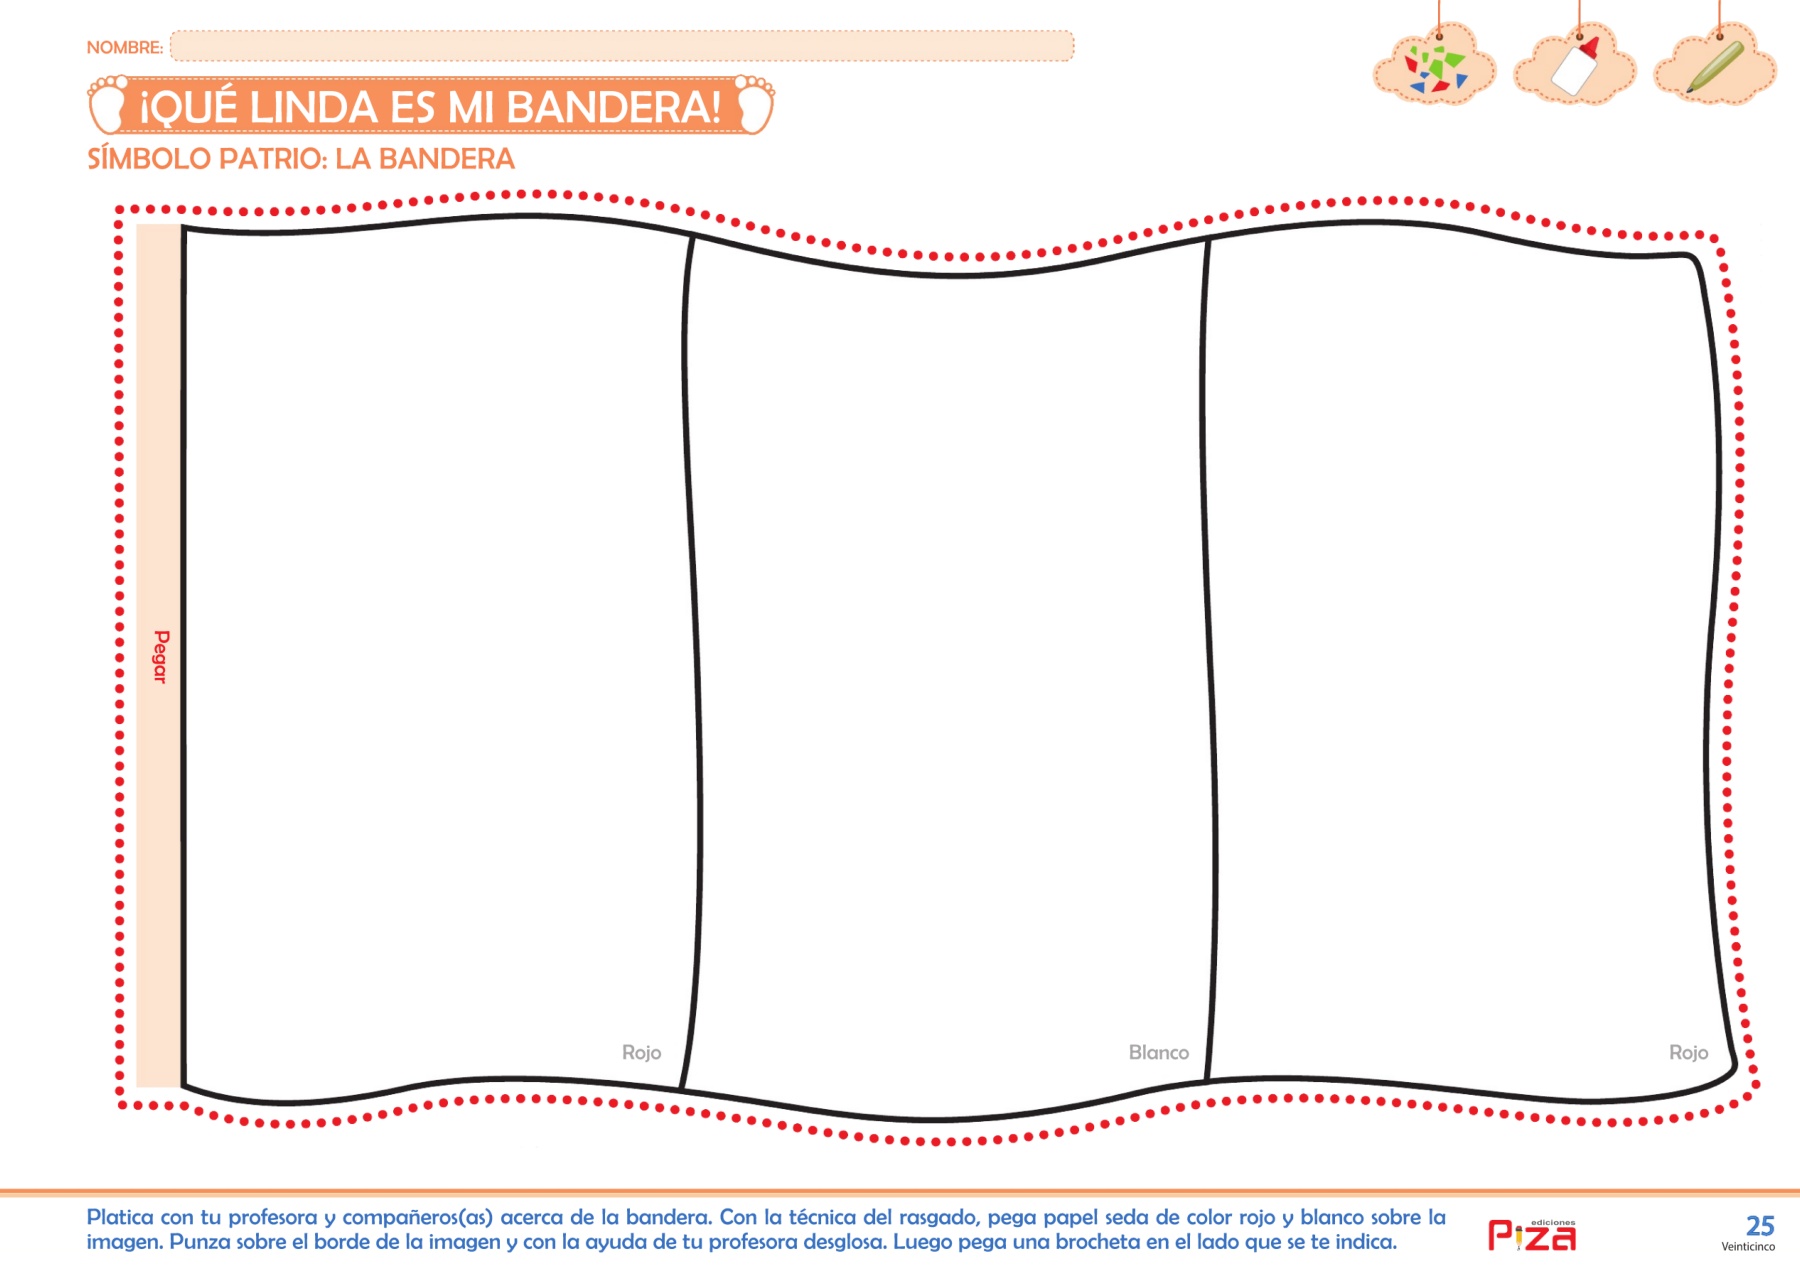 NOMBRE:
¡QUÉ LINDA ES MI BANDERA!
SÍMBOLO PATRIO: LA BANDERA
Pegar
Rojo
Blanco
Rojo
Platica con tu profesora y compañeros(as) acerca de la bandera. Con la técnica del rasgado, pega papel seda de color rojo y blanco sobre la
imagen. Punza sobre el borde de la imagen y con la ayuda de tu profesora desglosa. Luego pega una brocheta en el lado que se te indica.
ediciones
Piza
25
Veinticinco